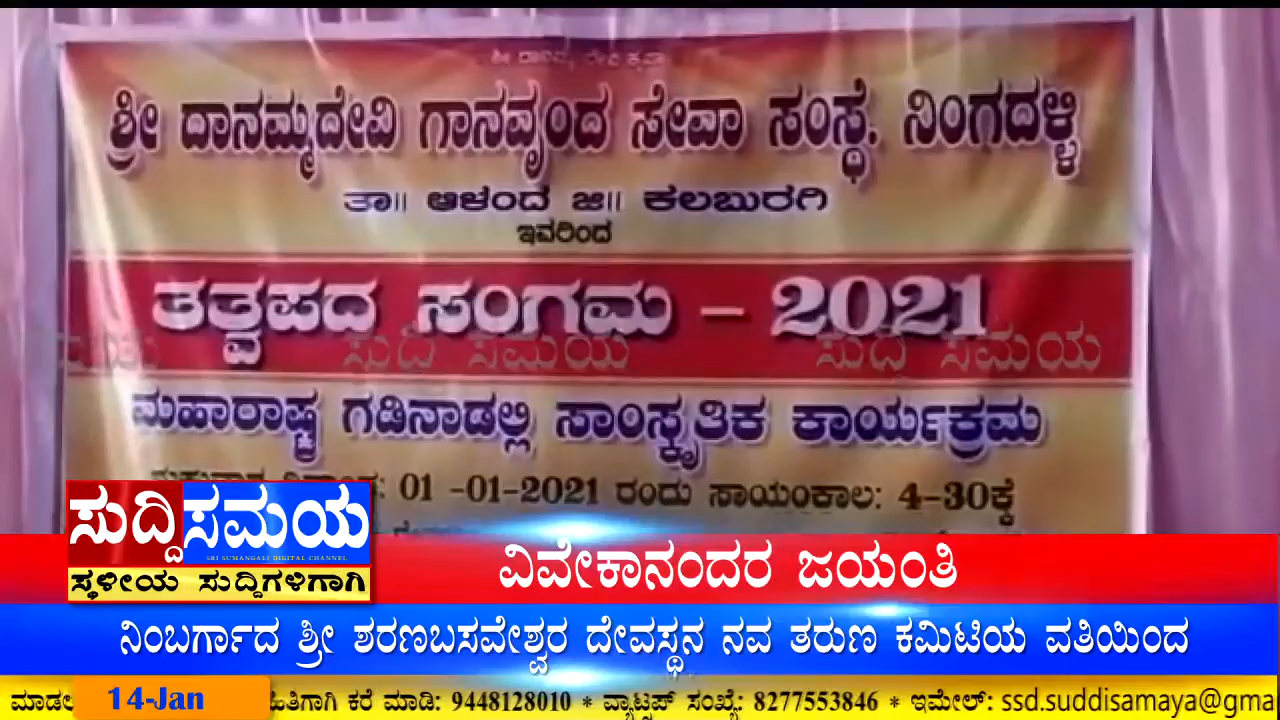 ಶ್ರೀ ದಾನಮ್ಮದೇವಿ ಗಾನವೃಂದ ಸೇವಾ ಸಂಸ್ಥೆ. ನಿಂಗದಳ್ಳಿ
ತಾ॥ ಆಳಂದ ಜಿ॥ ಕಲಬುರಗಿ
ಇವರಿಂದ
ತತ್ವಪದ ಸಂಗಮ – 2021
ಸುದ್ದಿ ಸಮಯ ಸುದ್ದಿ ಸಮಯ
ಮಹಾರಾಷ್ಟ್ರ ಗಡಿನಾಡಲ್ಲಿ ಸಾಂಸ್ಕೃತಿಕ ಕಾರ್ಯಕ್ರಮ
01 -01-2021 ರಂದು ಸಾಯಂಕಾಲ: 4-30ಕ್ಕೆ
ಸುದ್ದಿಸಮಯ
SRI SUMANGALI DIGITAL CHANNEL
ಸ್ಥಳೀಯ ಸುದ್ದಿಗಳಿಗಾಗಿ
ವಿವೇಕಾನಂದರ ಜಯಂತಿ
ನಿಂಬರ್ಗಾದ ಶ್ರೀ ಶರಣಬಸವೇಶ್ವರ ದೇವಸ್ಥನ ನವ ತರುಣ ಕಮಿಟಿಯ ವತಿಯಿಂದ
14-Jan ಹಿತಿಗಾಗಿ ಕರೆ ಮಾಡಿ: 9448128010 * ವ್ಯಾಟ್ಸಪ್ ಸಂಖ್ಯೆ: 8277553846 * ಇಮೇಲ್: ssd.suddisamaya@gma